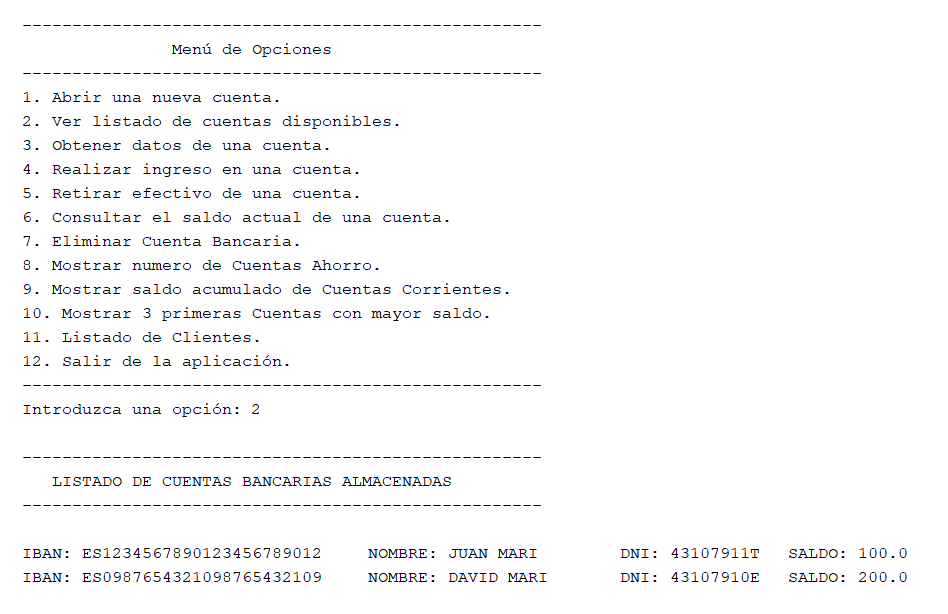 ----------------------------------------------------
Menú de Opciones
----------------------------------------------------
1. Abrir una nueva cuenta.
2. Ver listado de cuentas disponibles.
3. Obtener datos de una cuenta.
4. Realizar ingreso en una cuenta.
5. Retirar efectivo de una cuenta.
6. Consultar el saldo actual de una cuenta.
7. Eliminar Cuenta Bancaria.
8. Mostrar numero de Cuentas Ahorro.
9. Mostrar saldo acumulado de Cuentas Corrientes.
10. Mostrar 3 primeras Cuentas con mayor saldo.
11. Listado de Clientes.
12. Salir de la aplicación.
----------------------------------------------------
Introduzca una opción: 2
----------------------------------------------------
LISTADO DE CUENTAS BANCARIAS ALMACENADAS
----------------------------------------------------
IBAN: ES1234567890123456789012 NOMBRE: JUAN MARI DNI: 43107911T SALDO: 100.0
IBAN: ES0987654321098765432109 NOMBRE: DAVID MARI DNI: 43107910E SALDO: 200.0